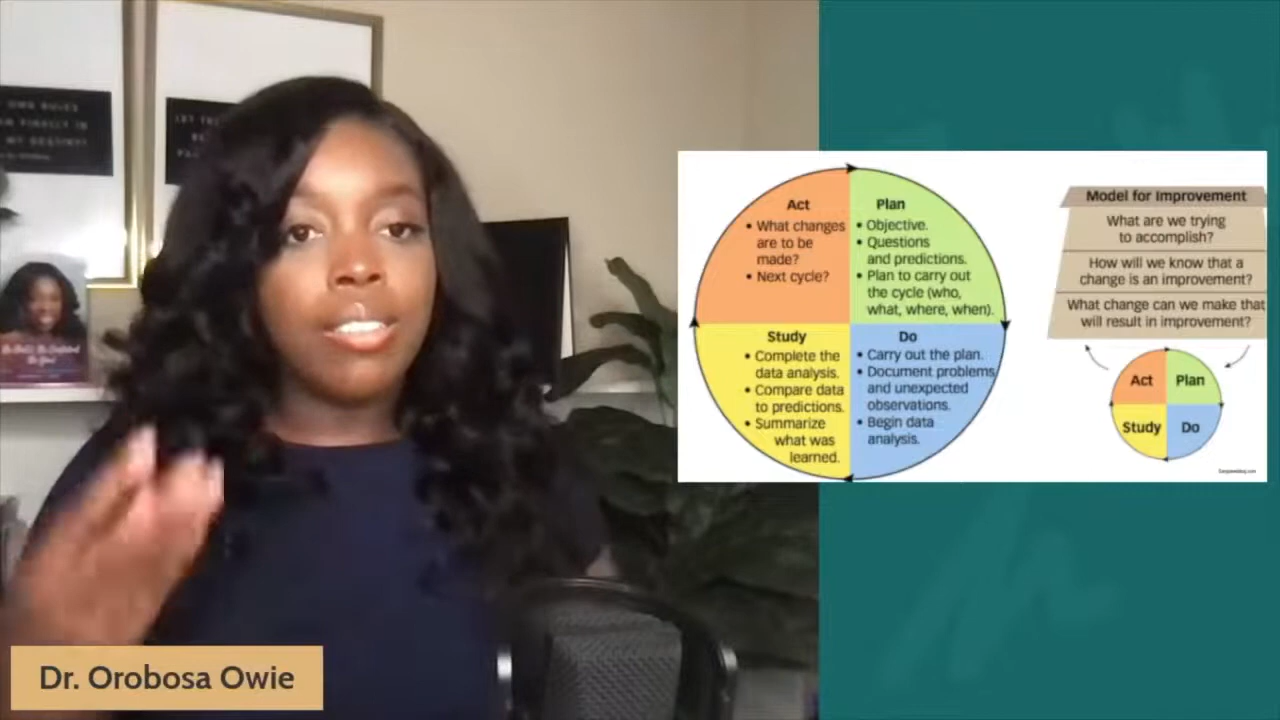 OWN RULES
MY DESTINY!
Dr. Orobosa Owie
Act
• What changes
are to be
made?
• Next cycle?
Plan
• Objective.
• Questions
and predictions.
• Plan to carry out
the cycle (who,
what, where, when).
Study
• Complete the
data analysis.
• Compare data
to predictions.
• Summarize
what was
learned.
Do
• Carry out the plan.
• Document problems
and unexpected
observations.
• Begin data
analysis.
Model for Improvement
What are we trying
to accomplish?
How will we know that a
change is an improvement?
What change can we make that
will result in improvement?
Act
Plan
Study
Do